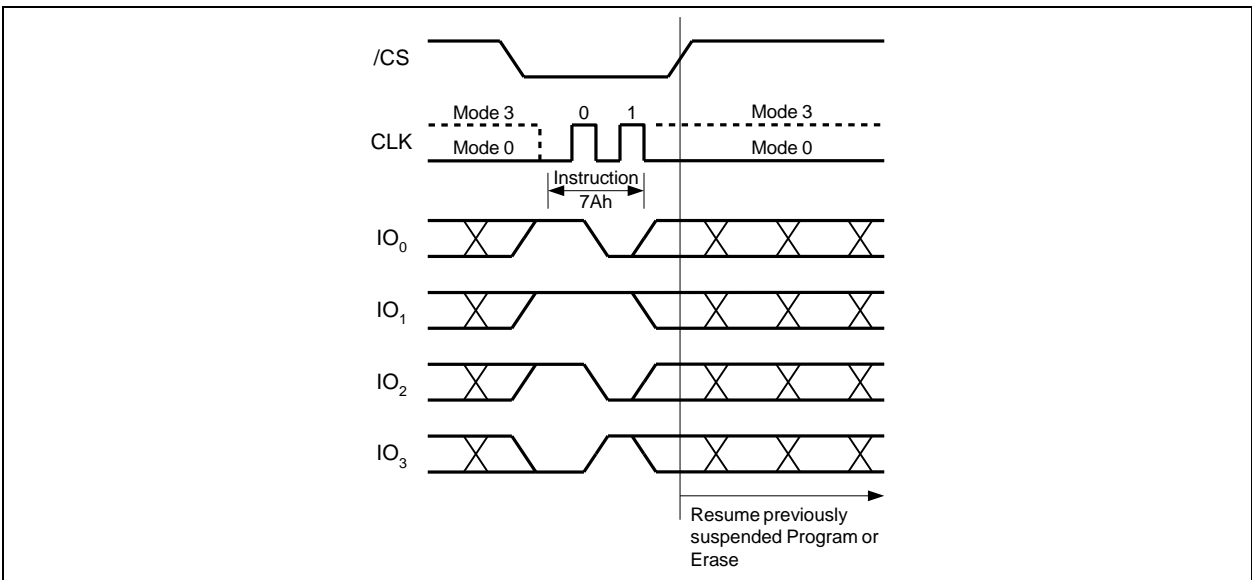 /CS
Mode 3 0 1 Mode 3
CLK
Mode 0 Mode 0
Instruction
7Ah
IO0
IO1
IO2
IO3
Resume previously
suspended Program or
Erase